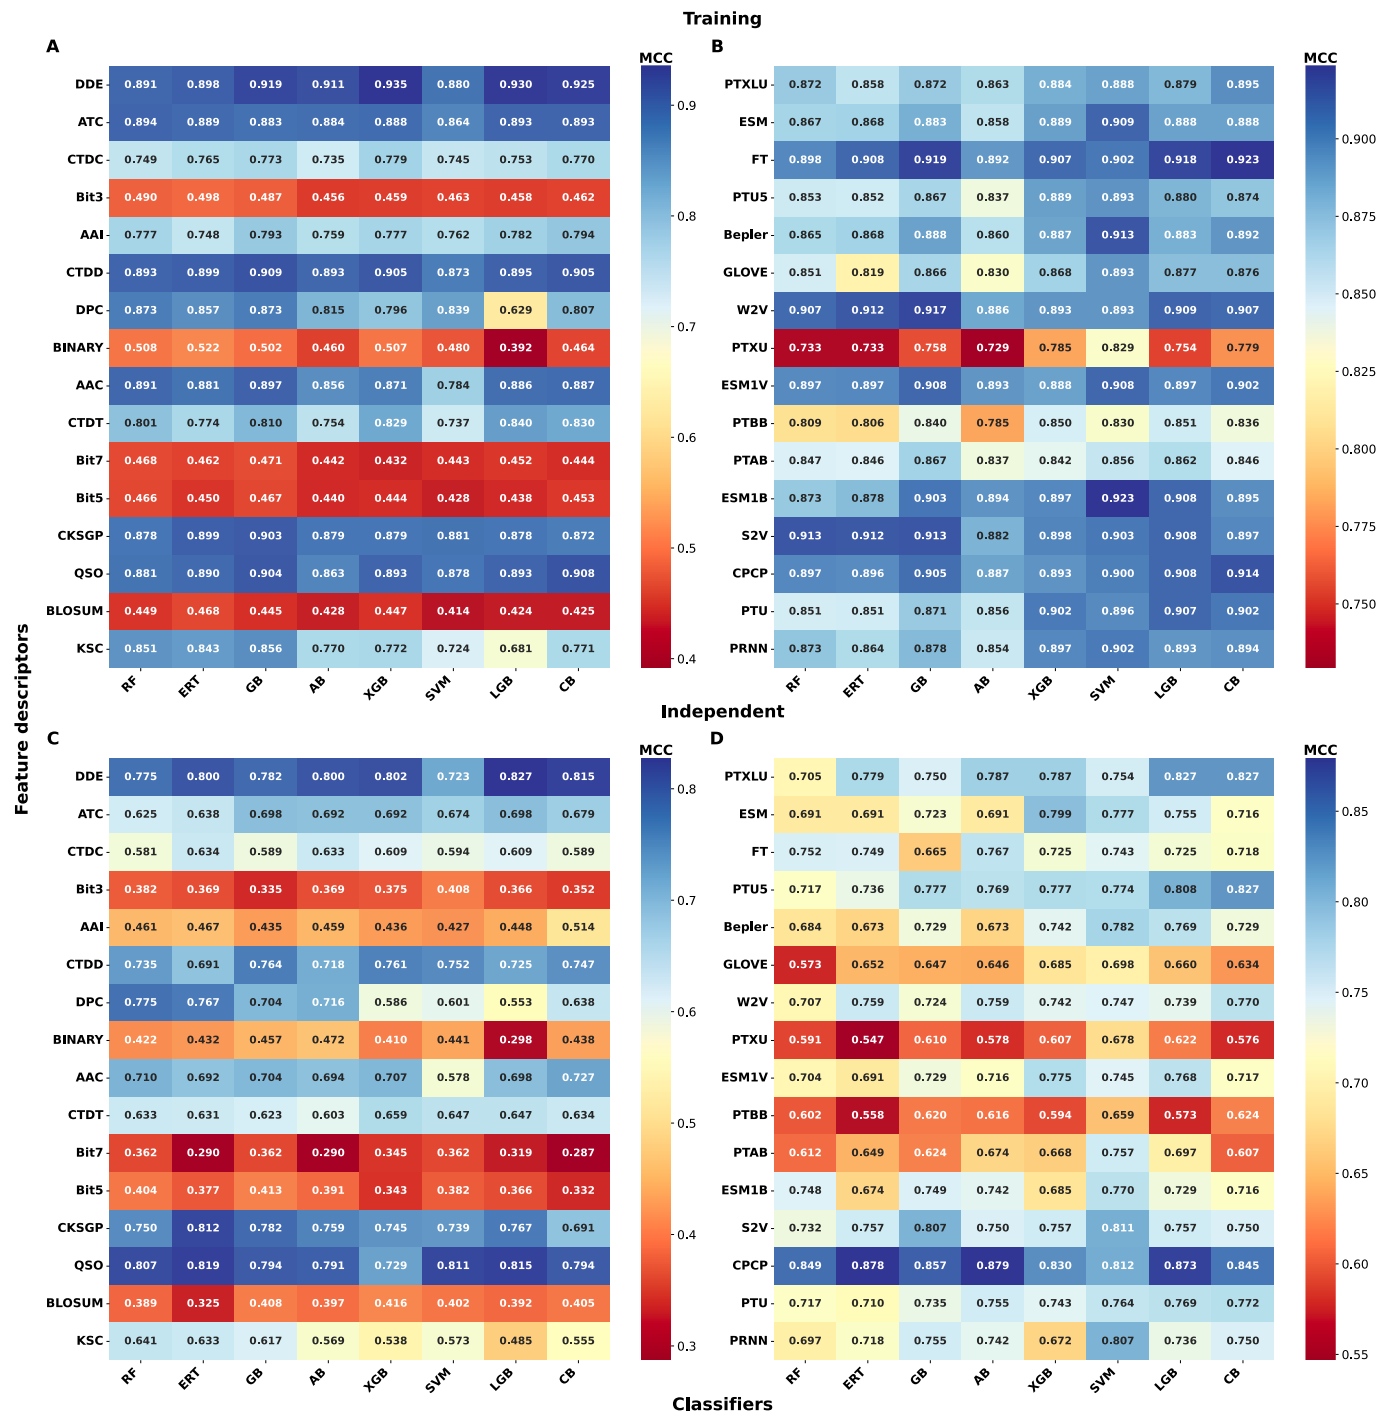 Training
A
MCC
DDE 0.891 0.898 0.919 0.911 0.935 0.880 0.930 0.925
ATC 0.894 0.889 0.883 0.884 0.888 0.864 0.893 0.893
CTDC 0.749 0.765 0.773 0.735 0.779 0.745 0.753 0.770
Bit3 0.490 0.498 0.487 0.456 0.459 0.463 0.458 0.462
AAI 0.777 0.748 0.793 0.759 0.777 0.762 0.782 0.794
CTDD 0.893 0.899 0.909 0.893 0.905 0.873 0.895 0.905
DPC 0.873 0.857 0.873 0.815 0.796 0.839 0.629 0.807
BINARY 0.508 0.522 0.502 0.460 0.507 0.480 0.392 0.464
AAC 0.891 0.881 0.897 0.856 0.871 0.784 0.886 0.887
CTDT 0.801 0.774 0.810 0.754 0.829 0.737 0.840 0.830
Bit7 0.468 0.462 0.471 0.442 0.432 0.443 0.452 0.444
Bit5 0.466 0.450 0.467 0.440 0.444 0.428 0.438 0.453
CKSGP 0.878 0.899 0.903 0.879 0.879 0.881 0.878 0.872
QSO 0.881 0.890 0.904 0.863 0.893 0.878 0.893 0.908
BLOSUM 0.449 0.468 0.445 0.428 0.447 0.414 0.424 0.425
KSC 0.851 0.843 0.856 0.770 0.772 0.724 0.681 0.771
RF ERT GB AB XGB SVM LGB CB
0.9
0.8
0.7
0.6
0.5
0.4
B
MCC
PTXLU 0.872 0.858 0.872 0.863 0.884 0.888 0.879 0.895
ESM 0.867 0.868 0.883 0.858 0.889 0.909 0.888 0.888
FT 0.898 0.908 0.919 0.892 0.907 0.902 0.918 0.923
PTU5 0.853 0.852 0.867 0.837 0.889 0.893 0.880 0.874
Bepler 0.865 0.868 0.888 0.860 0.887 0.913 0.883 0.892
GLOVE 0.851 0.819 0.866 0.830 0.868 0.893 0.877 0.876
W2V 0.907 0.912 0.917 0.886 0.893 0.893 0.909 0.907
PTXU 0.733 0.733 0.758 0.729 0.785 0.829 0.754 0.779
ESM1V 0.897 0.897 0.908 0.893 0.888 0.908 0.897 0.902
PTBB 0.809 0.806 0.840 0.785 0.850 0.830 0.851 0.836
PTAB 0.847 0.846 0.867 0.837 0.842 0.856 0.862 0.846
ESM1B 0.873 0.878 0.903 0.894 0.897 0.923 0.908 0.895
S2V 0.913 0.912 0.913 0.882 0.898 0.903 0.908 0.897
CPCP 0.897 0.896 0.905 0.887 0.893 0.900 0.908 0.914
PTU 0.851 0.851 0.871 0.856 0.902 0.896 0.907 0.902
PRNN 0.873 0.864 0.878 0.854 0.897 0.902 0.893 0.894
RF ERT GB AB XGB SVM LGB CB
0.900
0.875
0.850
0.825
0.800
0.775
0.750
Feature descriptors
Independent
C
MCC
DDE 0.775 0.800 0.782 0.800 0.802 0.723 0.827 0.815
ATC 0.625 0.638 0.698 0.692 0.692 0.674 0.698 0.679
CTDC 0.581 0.634 0.589 0.633 0.609 0.594 0.609 0.589
Bit3 0.382 0.369 0.335 0.369 0.375 0.408 0.366 0.352
AAI 0.461 0.467 0.435 0.459 0.436 0.427 0.448 0.514
CTDD 0.735 0.691 0.764 0.718 0.761 0.752 0.725 0.747
DPC 0.775 0.767 0.704 0.716 0.586 0.601 0.553 0.638
BINARY 0.422 0.432 0.457 0.472 0.410 0.441 0.298 0.438
AAC 0.710 0.692 0.704 0.694 0.707 0.578 0.698 0.727
CTDT 0.633 0.631 0.623 0.603 0.659 0.647 0.647 0.634
Bit7 0.362 0.290 0.362 0.290 0.345 0.362 0.319 0.287
Bit5 0.404 0.377 0.413 0.391 0.343 0.382 0.366 0.332
CKSGP 0.750 0.812 0.782 0.759 0.745 0.739 0.767 0.691
QSO 0.807 0.819 0.794 0.791 0.729 0.811 0.815 0.794
BLOSUM 0.389 0.325 0.408 0.397 0.416 0.402 0.392 0.405
KSC 0.641 0.633 0.617 0.569 0.538 0.573 0.485 0.555
RF ERT GB AB XGB SVM LGB CB
0.8
0.7
0.6
0.5
0.4
0.3
D
MCC
PTXLU 0.705 0.779 0.750 0.787 0.787 0.754 0.827 0.827
ESM 0.691 0.691 0.723 0.691 0.799 0.777 0.755 0.716
FT 0.752 0.749 0.665 0.767 0.725 0.743 0.725 0.718
PTU5 0.717 0.736 0.777 0.769 0.777 0.774 0.808 0.827
Bepler 0.684 0.673 0.729 0.673 0.742 0.782 0.769 0.729
GLOVE 0.573 0.652 0.647 0.646 0.685 0.698 0.660 0.634
W2V 0.707 0.759 0.724 0.759 0.742 0.747 0.739 0.770
PTXU 0.591 0.547 0.610 0.578 0.607 0.678 0.622 0.576
ESM1V 0.704 0.691 0.729 0.716 0.775 0.745 0.768 0.717
PTBB 0.602 0.558 0.620 0.616 0.594 0.659 0.573 0.624
PTAB 0.612 0.649 0.624 0.674 0.668 0.757 0.697 0.607
ESM1B 0.748 0.674 0.749 0.742 0.685 0.770 0.729 0.716
S2V 0.732 0.757 0.807 0.750 0.757 0.811 0.757 0.750
CPCP 0.849 0.878 0.857 0.879 0.830 0.812 0.873 0.845
PTU 0.717 0.710 0.735 0.755 0.743 0.764 0.769 0.772
PRNN 0.697 0.718 0.755 0.742 0.672 0.807 0.736 0.750
RF ERT GB AB XGB SVM LGB CB
0.85
0.80
0.75
0.70
0.65
0.60
0.55
Classifiers